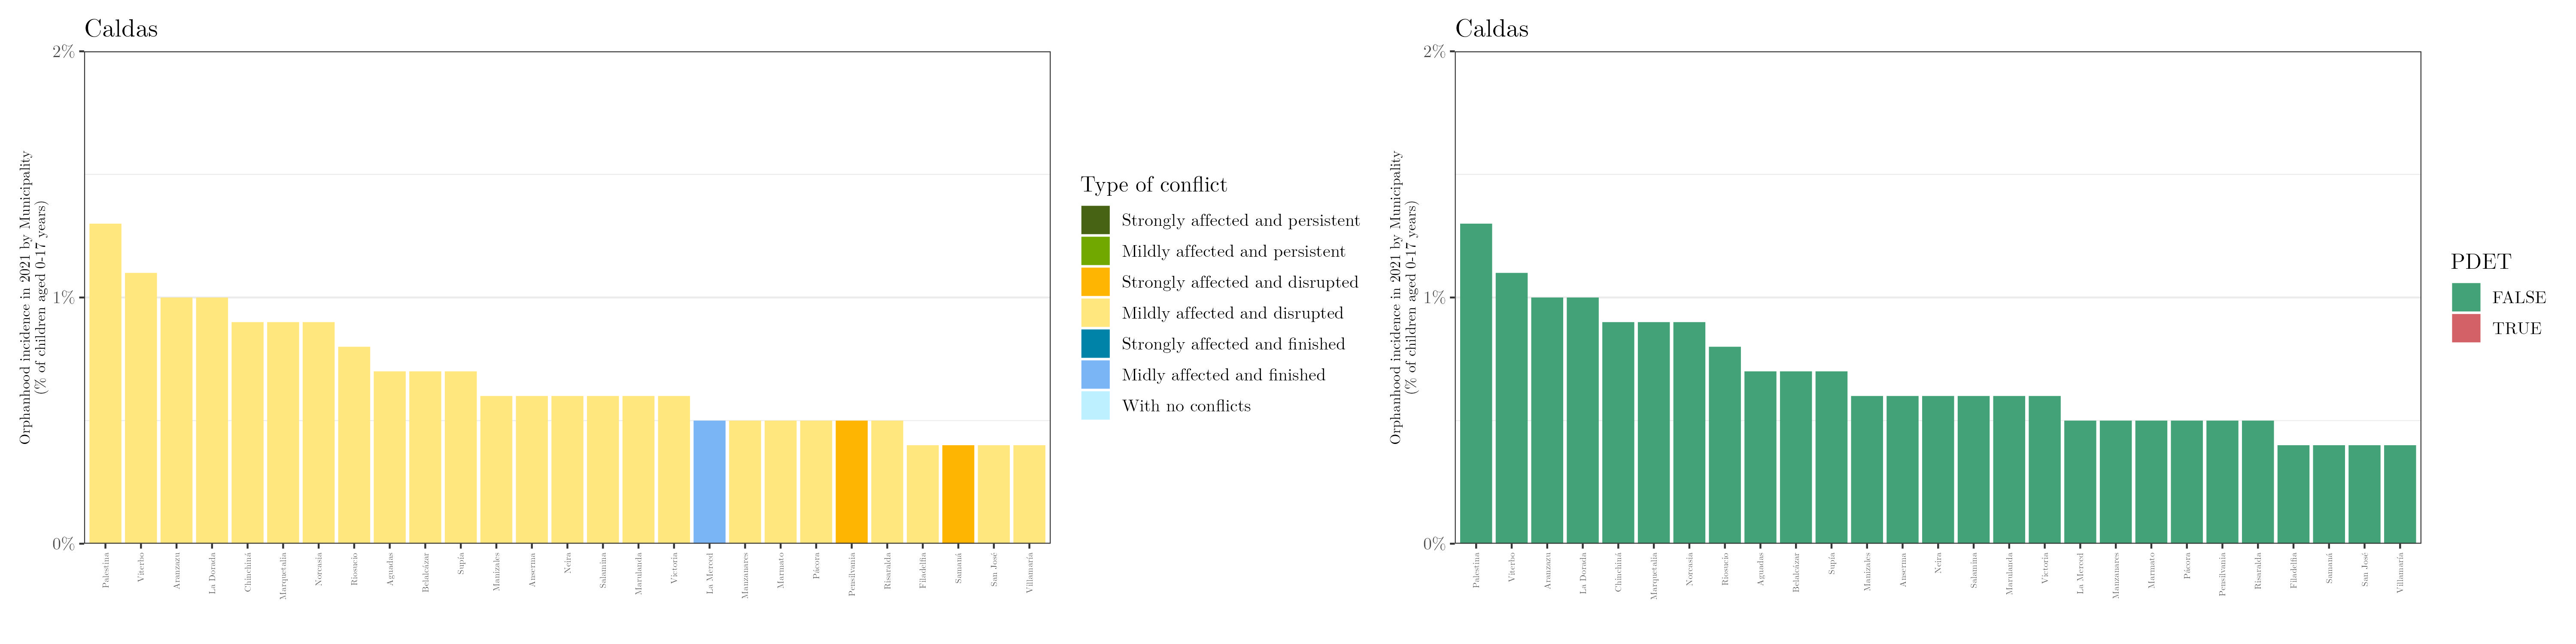 Caldas
2%
1%
0%
Orphanhood incidence in 2021 by Municipality
(% of children aged 0-17 years)
Palestina
Viterbo
Aranzazu
La Dorada
Chinchiná
Marquetalia
Norcasia
Riosucio
Aguadas
Belalcázar
Supía
Manizales
Anserma
Neira
Salamina
Marulanda
Victoria
La Merced
Manzanares
Marmato
Pácora
Pensilvania
Risaralda
Filadelfia
Samaná
San José
Villamaría
Type of conflict
Strongly affected and persistent
Mildly affected and persistent
Strongly affected and disrupted
Mildly affected and disrupted
Strongly affected and finished
Midly affected and finished
With no conflicts
Caldas
2%
1%
0%
Orphanhood incidence in 2021 by Municipality
(% of children aged 0-17 years)
Palestina
Viterbo
Aranzazu
La Dorada
Chinchiná
Marquetalia
Norcasia
Riosucio
Aguadas
Belalcázar
Supía
Manizales
Anserma
Neira
Salamina
Marulanda
Victoria
La Merced
Manzanares
Marmato
Pácora
Pensilvania
Risaralda
Filadelfia
Samaná
San José
Villamaría
PDET
FALSE
TRUE